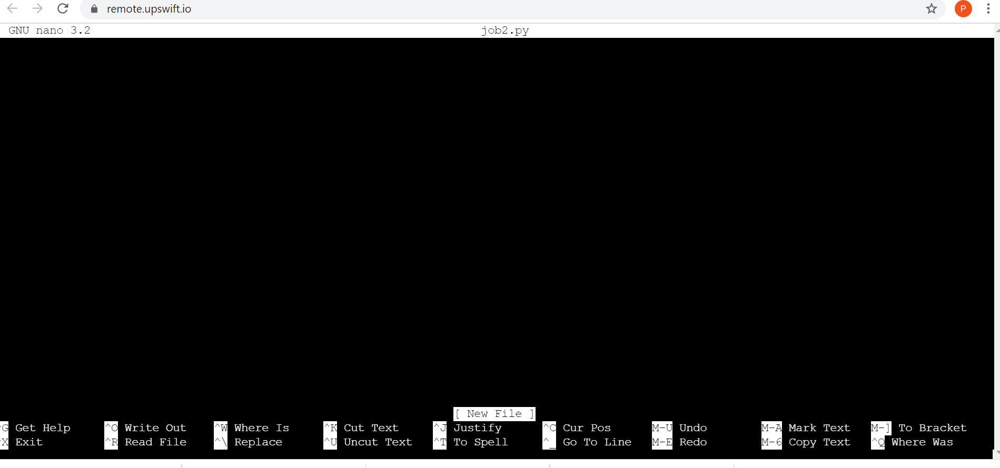 remote.upswift.io
P
GNU nano 3.2 job2.py
[ New File ]
^G Get Help ^O Write Out ^W Where Is ^K Cut Text ^J Justify ^C Cur Pos M-U Undo M-A Mark Text M-] To Bracket
^X Exit ^R Read File ^\ Replace ^U Uncut Text ^T To Spell ^_ Go To Line M-E Redo M-6 Copy Text ^Q Where Was